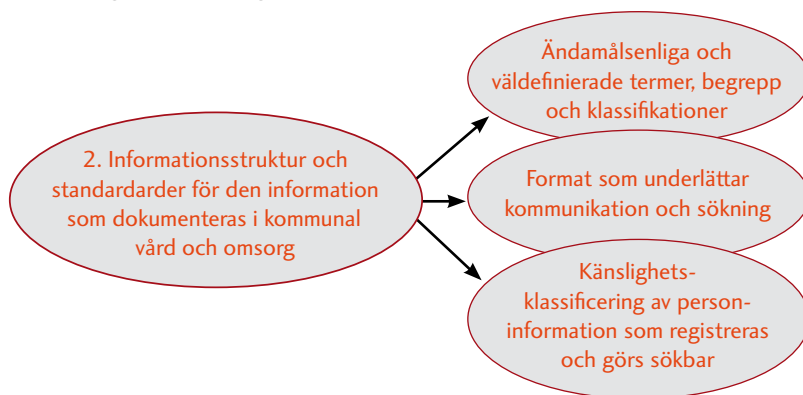 2. Informationsstruktur och
standardarder för den information
som dokumenteras i kommunal
vård och omsorg
Ändamålsenliga och
väldefinierade termer, begrepp
och klassifikationer
Format som underlättar
kommunikation och sökning
Känslighets-
klassificering av person-
information som registreras
och görs sökbar